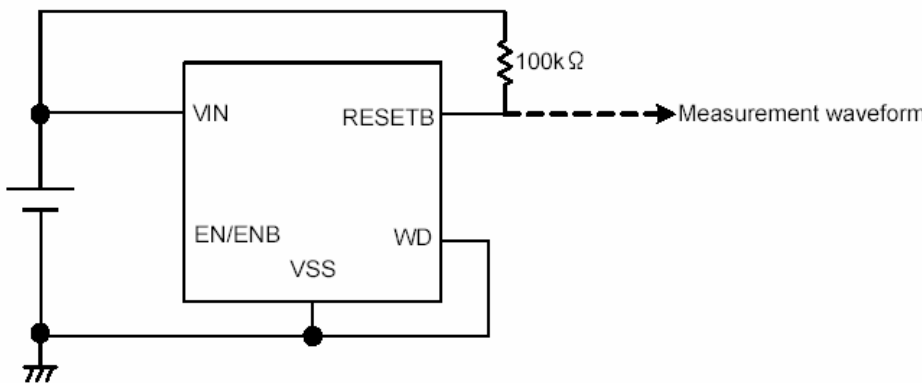 100kΩ
VIN
RESETB
Measurement waveform
EN/ENB
WD
VSS